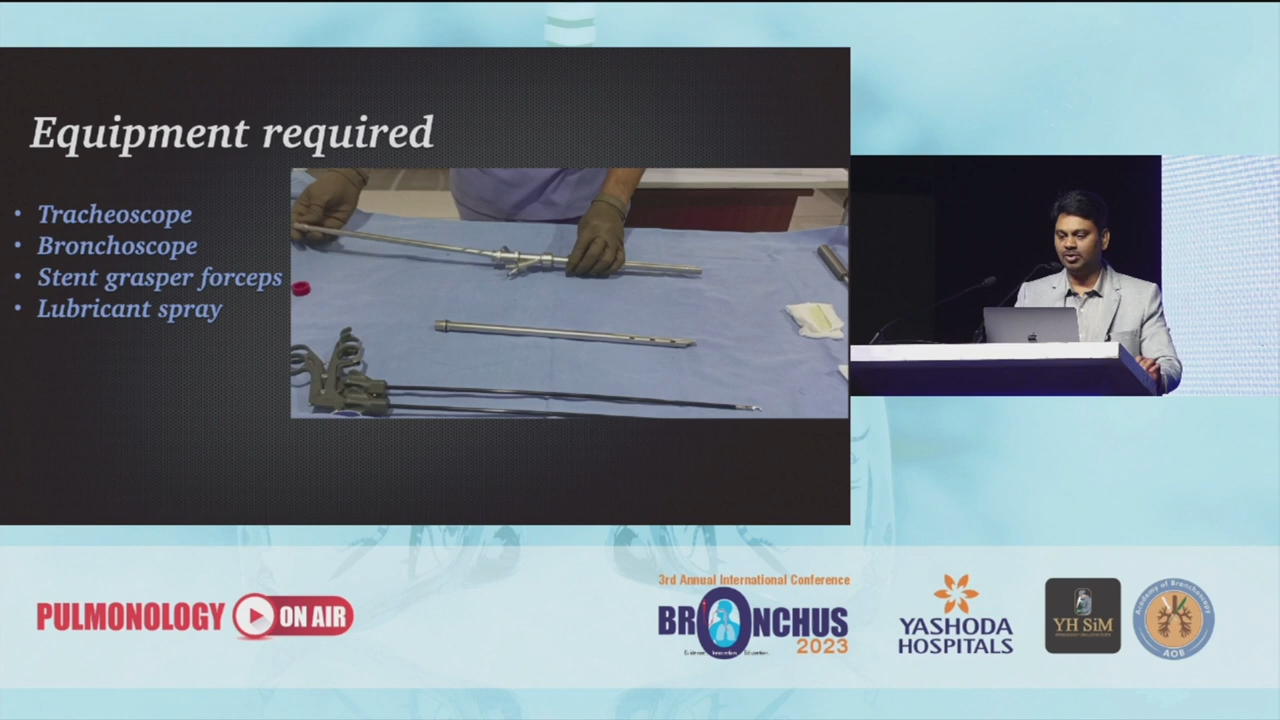 Equipment required
• Tracheoscope
• Bronchoscope
• Stent grasper forceps
• Lubricant spray
PULMONOLOGY ON AIR
3rd Annual International Conference
BRONCHUS
2023
YASHODA
HOSPITALS
YH SiM
Academy of Bronchoscopy
AOB